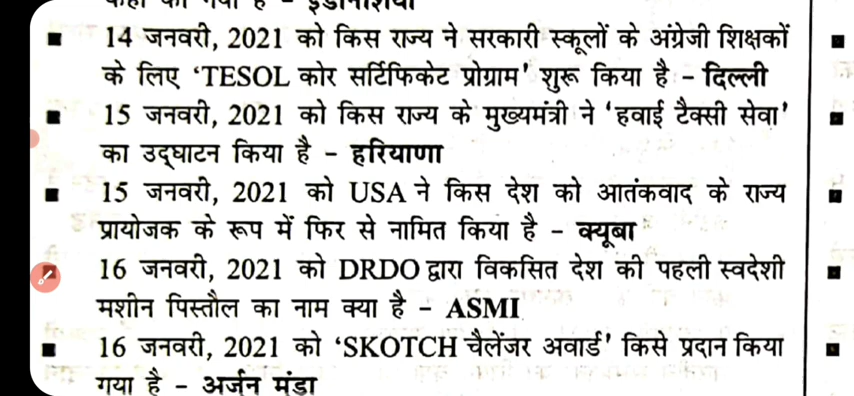 कहा का गया है – इंडोनेशिया
14 जनवरी, 2021 को किस राज्य ने सरकारी स्कूलों के अंग्रेजी शिक्षकों
के लिए ‘TESOL कोर सर्टिफिकेट प्रोग्राम’ शुरू किया है – दिल्ली
15 जनवरी, 2021 को किस राज्य के मुख्यमंत्री ने ‘हवाई टैक्सी सेवा’
का उद्घाटन किया है – हरियाणा
15 जनवरी, 2021 को USA ने किस देश को आतंकवाद के राज्य
प्रायोजक के रूप में फिर से नामित किया है – क्यूबा
16 जनवरी, 2021 को DRDO द्वारा विकसित देश की पहली स्वदेशी
मशीन पिस्तौल का नाम क्या है – ASMI
16 जनवरी, 2021 को ‘SKOTCH चैलेंजर अवार्ड’ किसे प्रदान किया
गया है – अर्जुन मुंडा